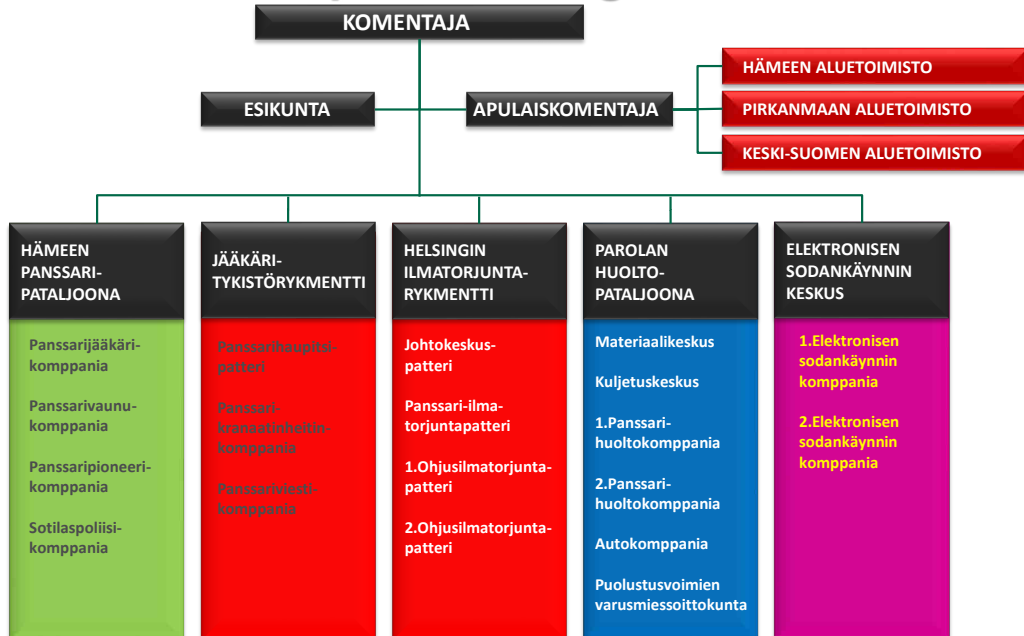 KOMENTAJA
ESIKUNTA
APULAISKOMENTAJA
HÄMEEN ALUETOIMISTO
PIRKANMAAN ALUETOIMISTO
KESKI-SUOMEN ALUETOIMISTO
HÄMEEN
PANSSARI-
PATALJOONA
Panssarijääkäri-
komppania
Panssarivaunu-
komppania
Panssaripioneeri-
komppania
Sotilaspoliisi-
komppania
JÄÄKÄRI-
TYKISTÖRYKMENTTI
Panssarihaupitsi-
patteri
Panssari-
kranaatinheitin-
komppania
Panssariviesti-
komppania
HELSINGIN
ILMATORJUNTA-
RYKMENTTI
Johtokeskus-
patteri
Panssari-ilma-
torjuntapatteri
1.Ohjusilmatorjunta-
patteri
2.Ohjusilmatorjunta-
patteri
PAROLAN
HUOLTO-
PATALJOONA
Materiaalikeskus
Kuljetuskeskus
1.Panssari-
huoltokomppania
2.Panssari-
huoltokomppania
Autokomppania
Puolustusvoimien
varusmiessoittokunta
ELEKTRONISEN
SODANKÄYNNIN
KESKUS
1.Elektronisen
sodankäynnin
komppania
2.Elektronisen
sodankäynnin
komppania